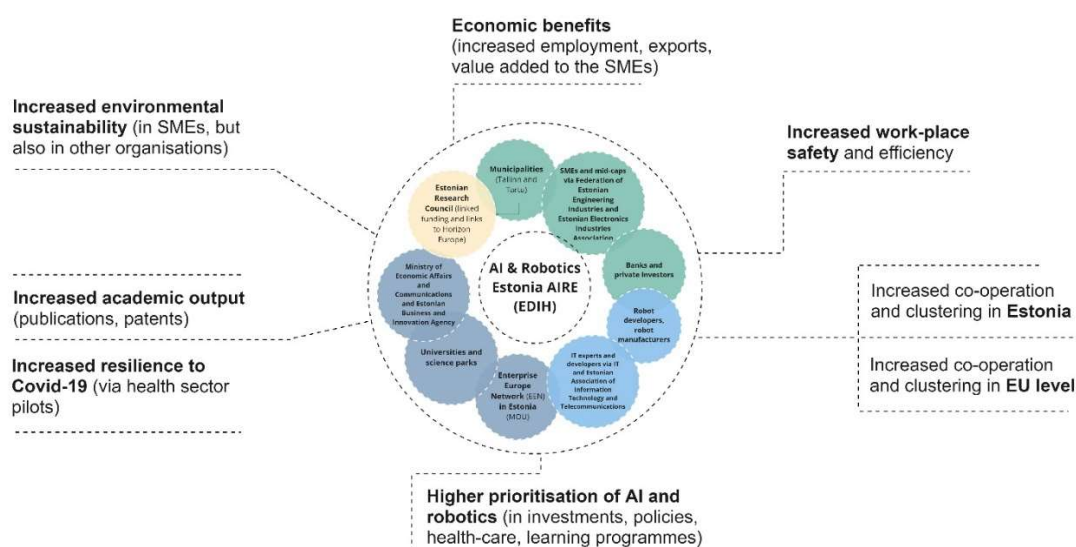 Economic benefits
(increased employment, exports,
value added to the SMEs)
Increased environmental
sustainability (in SMEs, but
also in other organisations)
Increased work-place
safety and efficiency
Increased academic output
(publications, patents)
Increased resilience to
Covid-19 (via health sector
pilots)
Increased co-operation
and clustering in Estonia
Increased co-operation
and clustering in EU level
Higher prioritisation of AI and
robotics (in investments, policies,
health-care, learning programmes)
AI & Robotics
Estonia AIRE
(EDIH)
Municipalities
(Tallinn and
Tartu)
SMEs and mid-caps
via Federation of
Estonian
Engineering
Industries and
Estonian Electronics
Industries
Association
Banks and
private Investors
Robot
developers,
robot
manufacturers
IT experts and
developers via IT
and Estonian
Association of
Information
Technology and
Telecommunications
Enterprise
Europe
Network (EEN)
in Estonia
(MOU)
Universities and
science parks
Ministry of
Economic Affairs
and
Communications
and Estonian
Business and
Innovation Agency
Estonian
Research
Council (linked
funding and links
to Horizon
Europe)